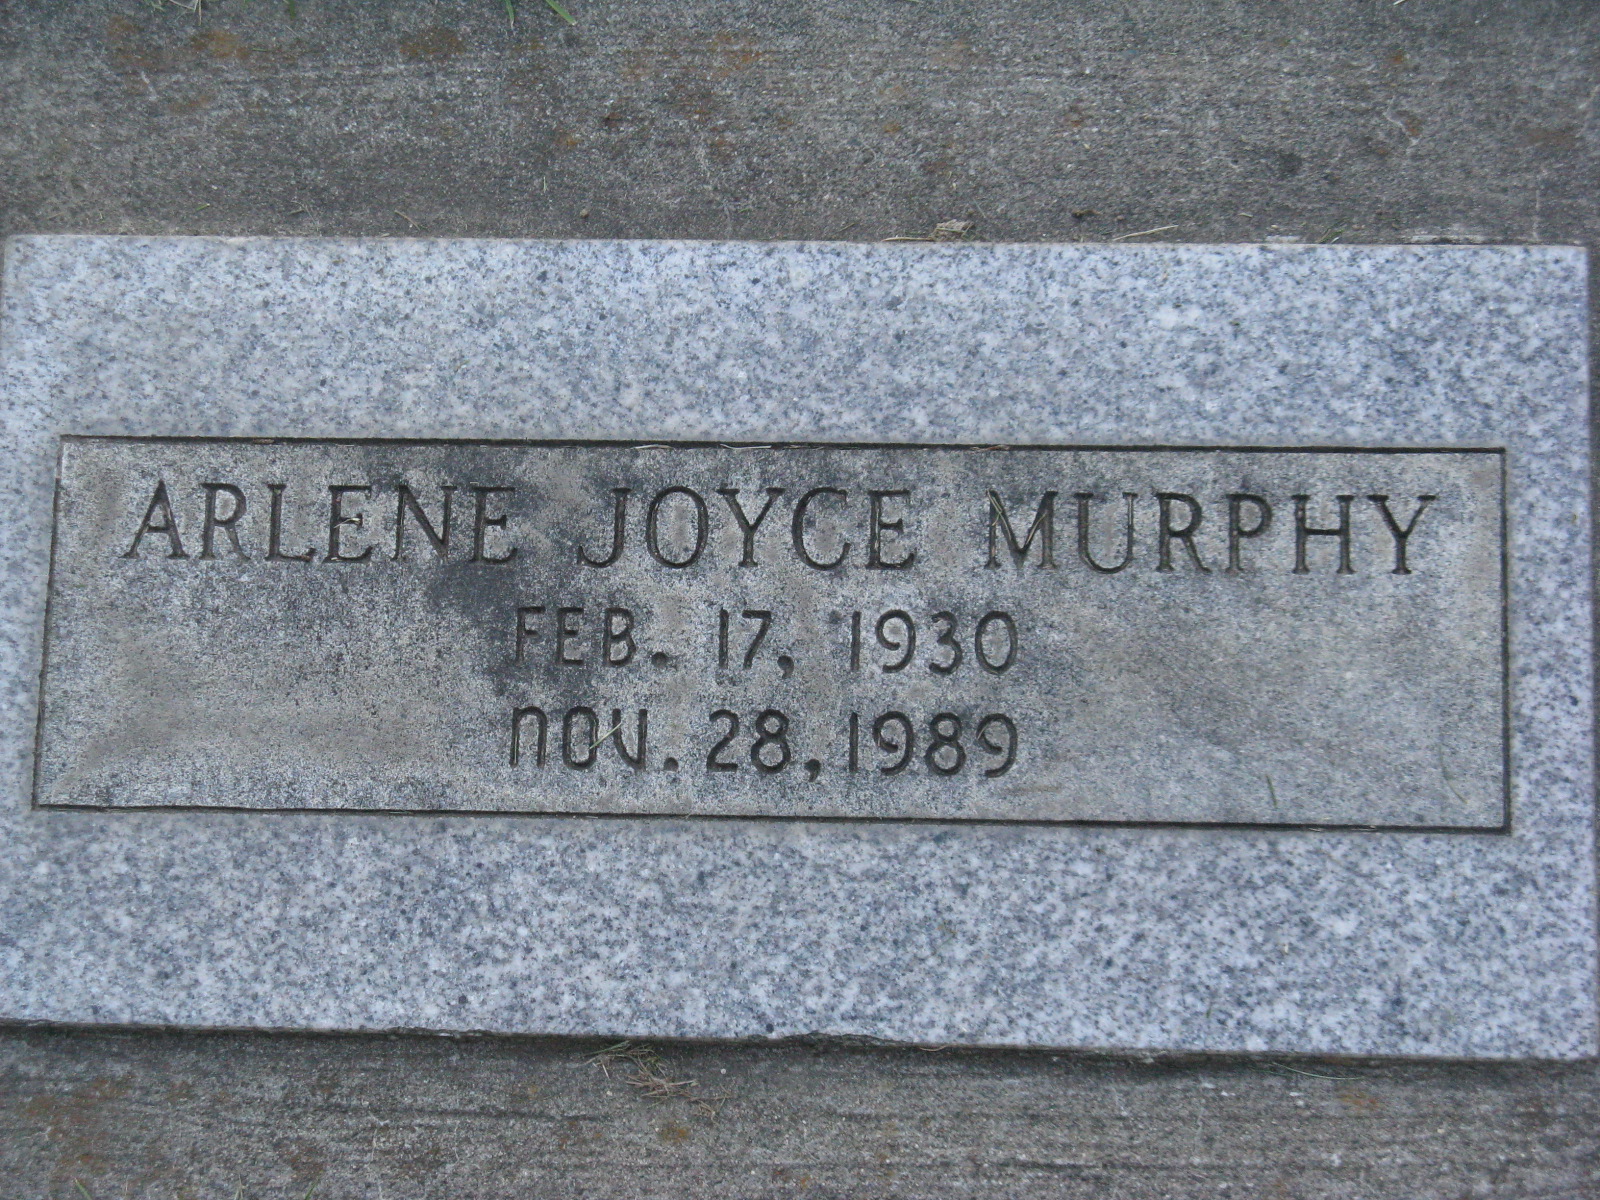 ARLENE JOYCE MURPHY
FEB. 17, 1930
NOV. 28, 1989